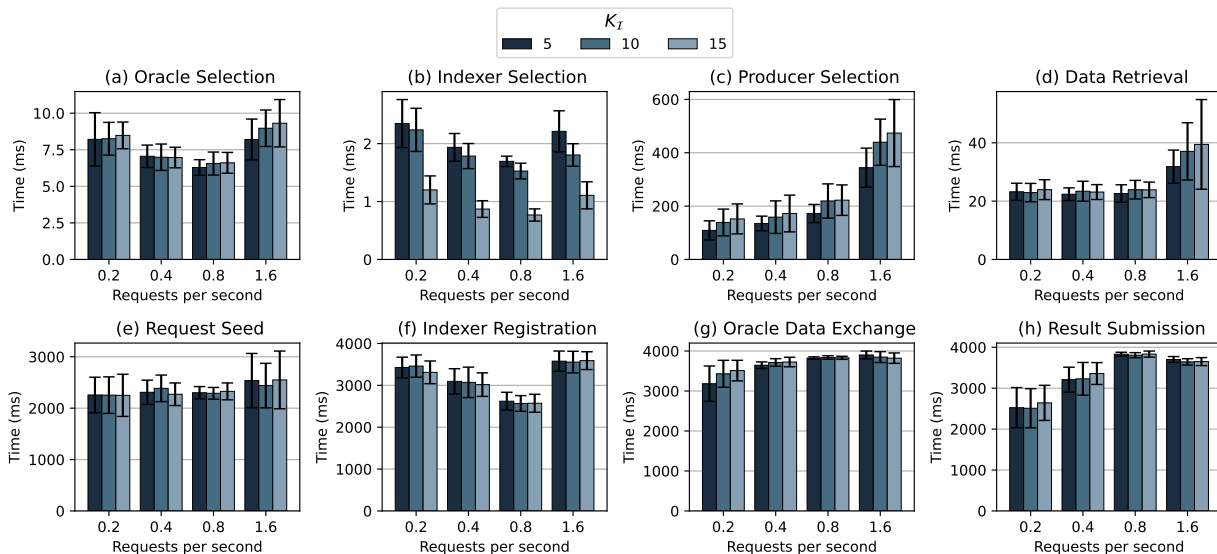 K_I
5 10 15
(a) Oracle Selection (b) Indexer Selection (c) Producer Selection (d) Data Retrieval
Time (ms)
10.0
7.5
5.0
2.5
0.0
0.2 0.4 0.8 1.6
Requests per second
Time (ms)
2
1
0
0.2 0.4 0.8 1.6
Requests per second
Time (ms)
600
400
200
0
0.2 0.4 0.8 1.6
Requests per second
Time (ms)
40
20
0
0.2 0.4 0.8 1.6
Requests per second
(e) Request Seed (f) Indexer Registration (g) Oracle Data Exchange (h) Result Submission
Time (ms)
3000
2000
1000
0
0.2 0.4 0.8 1.6
Requests per second
Time (ms)
4000
3000
2000
1000
0
0.2 0.4 0.8 1.6
Requests per second
Time (ms)
4000
3000
2000
1000
0
0.2 0.4 0.8 1.6
Requests per second
Time (ms)
4000
3000
2000
1000
0
0.2 0.4 0.8 1.6
Requests per second